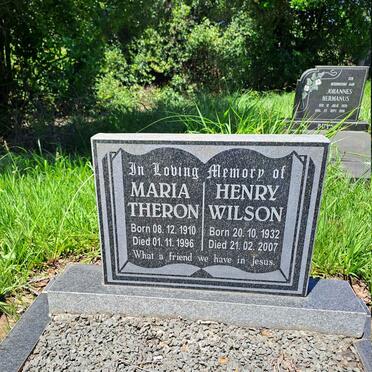 In Loving Memory of
MARIA
THERON
Born 08. 12. 1910
Died 01. 11. 1996
HENRY
WILSON
Born 20. 10. 1932
Died 21. 02. 2007
What a friend we have in Jesus.
JOHANNES
HERMANUS